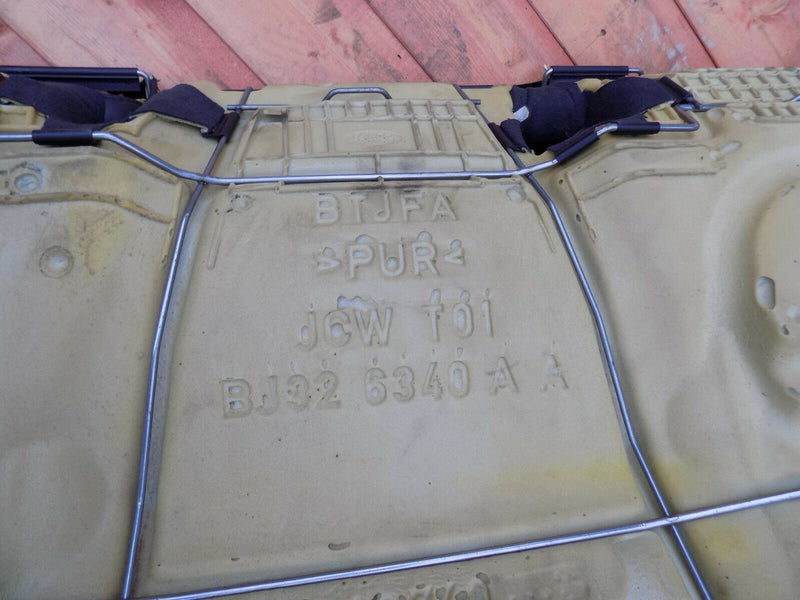 BTJFA
>PUR<
JCW T01
BJ32 6340 A A